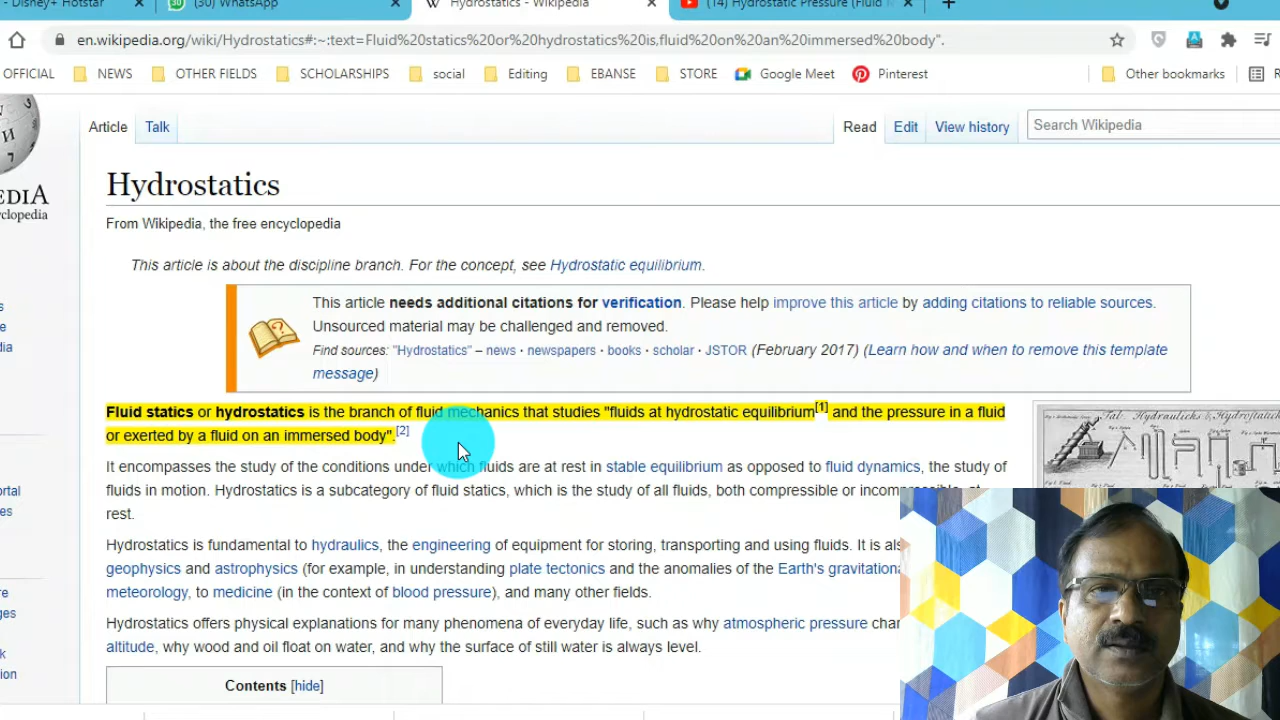 - Disney+ Hotstar
(30) WhatsApp
Hydrostatics - Wikipedia
(14) Hydrostatic Pressure (Fluid
en.wikipedia.org/wiki/Hydrostatics#:~:text=Fluid%20statics%20or%20hydrostatics%20is,fluid%20on%20an%20immersed%20body".
OFFICIAL NEWS OTHER FIELDS SCHOLARSHIPS social Editing EBANSE STORE Google Meet Pinterest Other bookmarks
Article Talk Read Edit View history Search Wikipedia
Hydrostatics
From Wikipedia, the free encyclopedia
This article is about the discipline branch. For the concept, see Hydrostatic equilibrium.
This article needs additional citations for verification. Please help improve this article by adding citations to reliable sources.
Unsourced material may be challenged and removed.
Find sources: "Hydrostatics" – news · newspapers · books · scholar · JSTOR (February 2017) (Learn how and when to remove this template
message)
Fluid statics or hydrostatics is the branch of fluid mechanics that studies "fluids at hydrostatic equilibrium[1] and the pressure in a fluid
or exerted by a fluid on an immersed body".[2]
It encompasses the study of the conditions under which fluids are at rest in stable equilibrium as opposed to fluid dynamics, the study of
fluids in motion. Hydrostatics is a subcategory of fluid statics, which is the study of all fluids, both compressible or incompressible, at
rest.
Hydrostatics is fundamental to hydraulics, the engineering of equipment for storing, transporting and using fluids. It is
geophysics and astrophysics (for example, in understanding plate tectonics and the anomalies of the Earth's
meteorology, to medicine (in the context of blood pressure), and many other fields.
Hydrostatics offers physical explanations for many phenomena of everyday life, such as why atmospheric pressure
altitude, why wood and oil float on water, and why the surface of still water is always level.
Contents [hide]